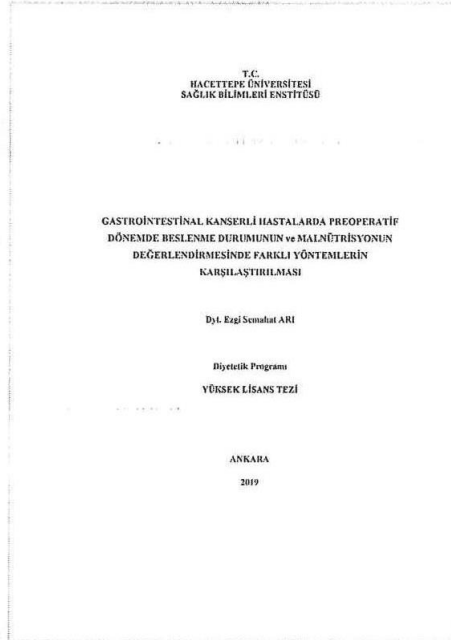 T.C.
HACETTEPE ÜNİVERSİTESİ
SAĞLIK BİLİMLERİ ENSTİTÜSÜ
GASTROİNTESTİNAL KANSERLİ HASTALARDA PREOPERATİF
DÖNEMDE BESLENME DURUMUNUN ve MALNÜTRİSYONUN
DEĞERLENDİRMESİNDE FARKLI YÖNTEMLERİN
KARŞILAŞTIRILMASI
Dyt. Ezgi Semahat ARI
Diyetetik Programı
YÜKSEK LİSANS TEZİ
ANKARA
2019